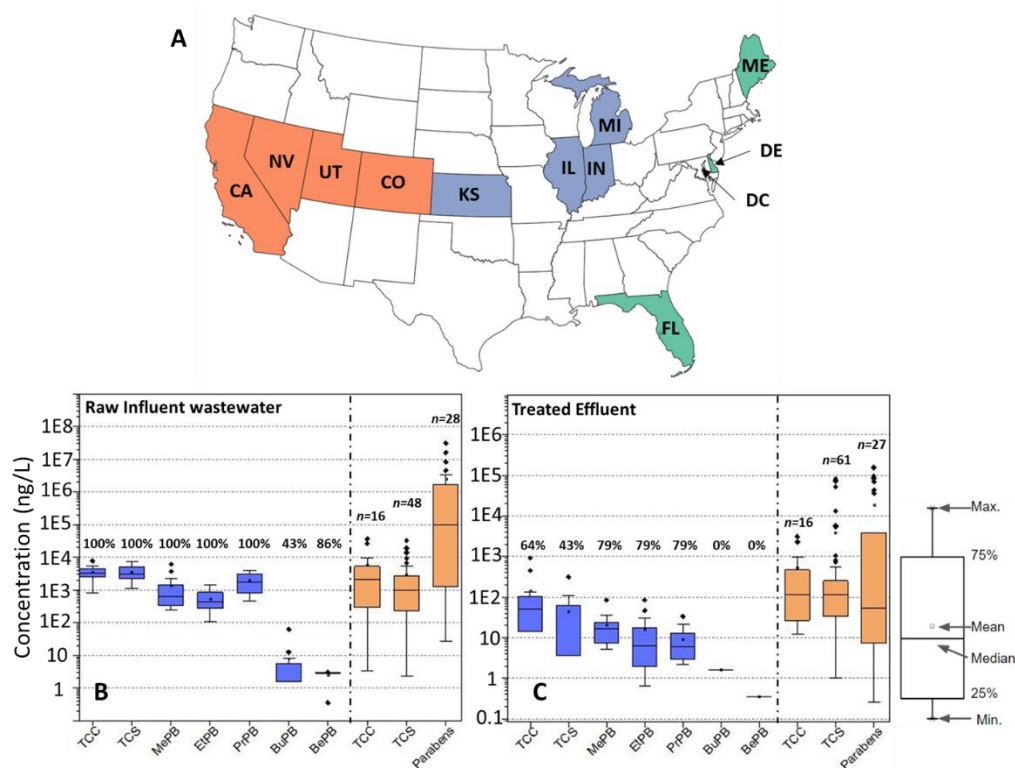 A
ME
MI
DE
NV
IL
IN
UT
CO
DC
CA
KS
FL
Raw Influent wastewater
n=28
1E8
1E7
1E6
n=48
n=16
1E5
100%
100%
100%
100%
100%
43%
86%
1E4
1E3
1E2
10
1
Concentration (ng/L)
B
TCC
TCS
MePB
EtPB
PrPB
BuPB
BePB
TCC
TCS
Parabens
Treated Effluent
1E6
n=61
n=27
1E5
n=16
1E4
64%
43%
79%
79%
79%
0%
0%
1E3
1E2
10
1
0.1
C
TCC
TCS
MePB
EtPB
PrPB
BuPB
BePB
TCC
TCS
Parabens
Max.
75%
Mean
Median
25%
Min.